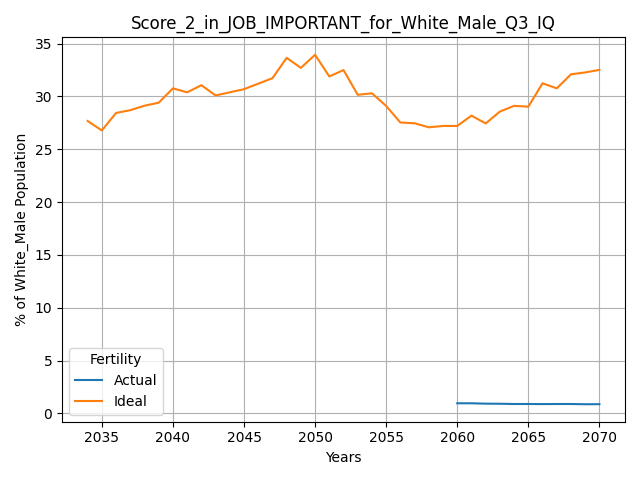 Score_2_in_JOB_IMPORTANT_for_White_Male_Q3_IQ
% of White_Male Population
35
30
25
20
15
10
5
0
Fertility
Actual
Ideal
2035 2040 2045 2050 2055 2060 2065 2070
Years